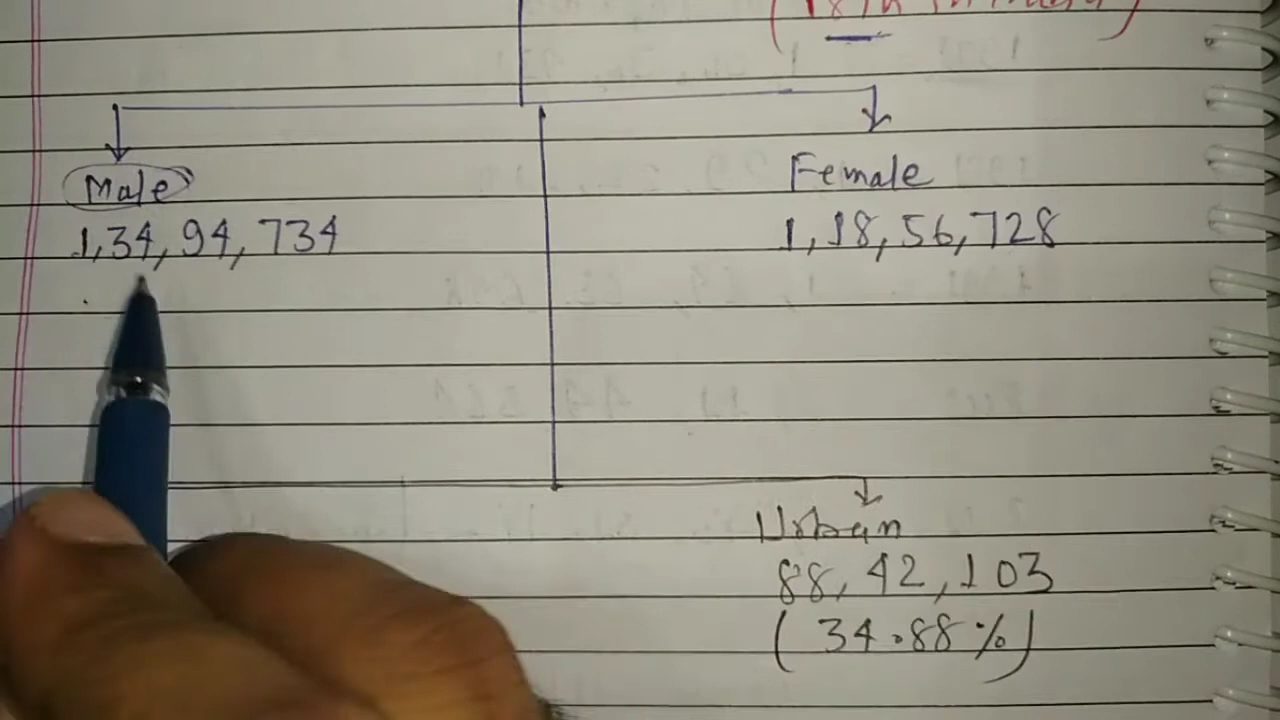 Male
1,34,94,734
Female
1,18,56,728
Urban
88,42,103
(34.88%)